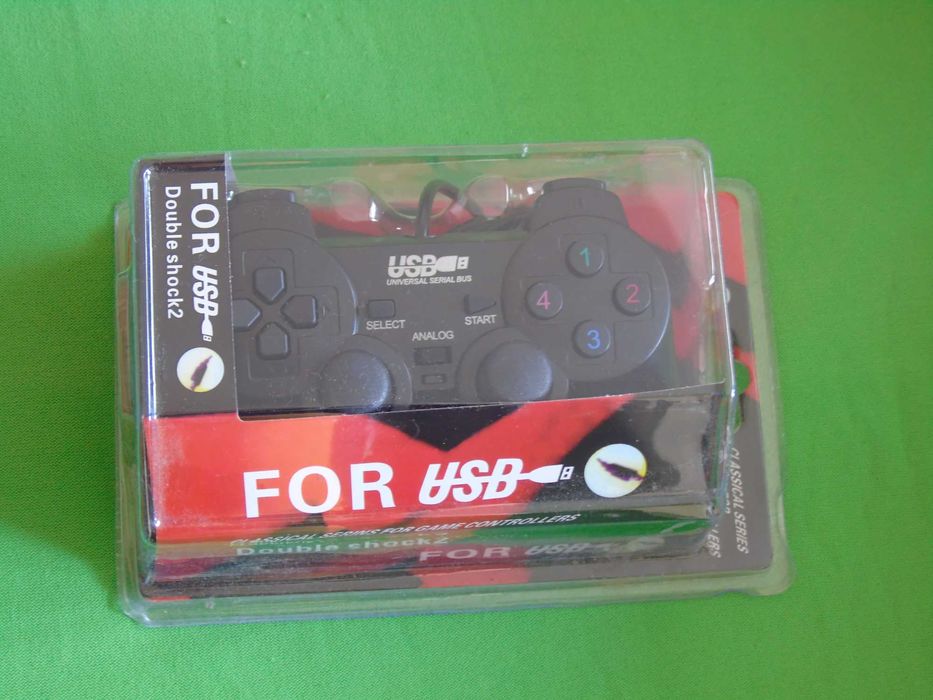 FOR USB
Double shock2
USB
UNIVERSAL SERIAL BUS
SELECT
START
ANALOG
1
2
3
4
FOR USB
CLASSICAL SERINS FOR GAME CONTROLLERS
Double shock2
FOR USB
CLASSICAL SERIES